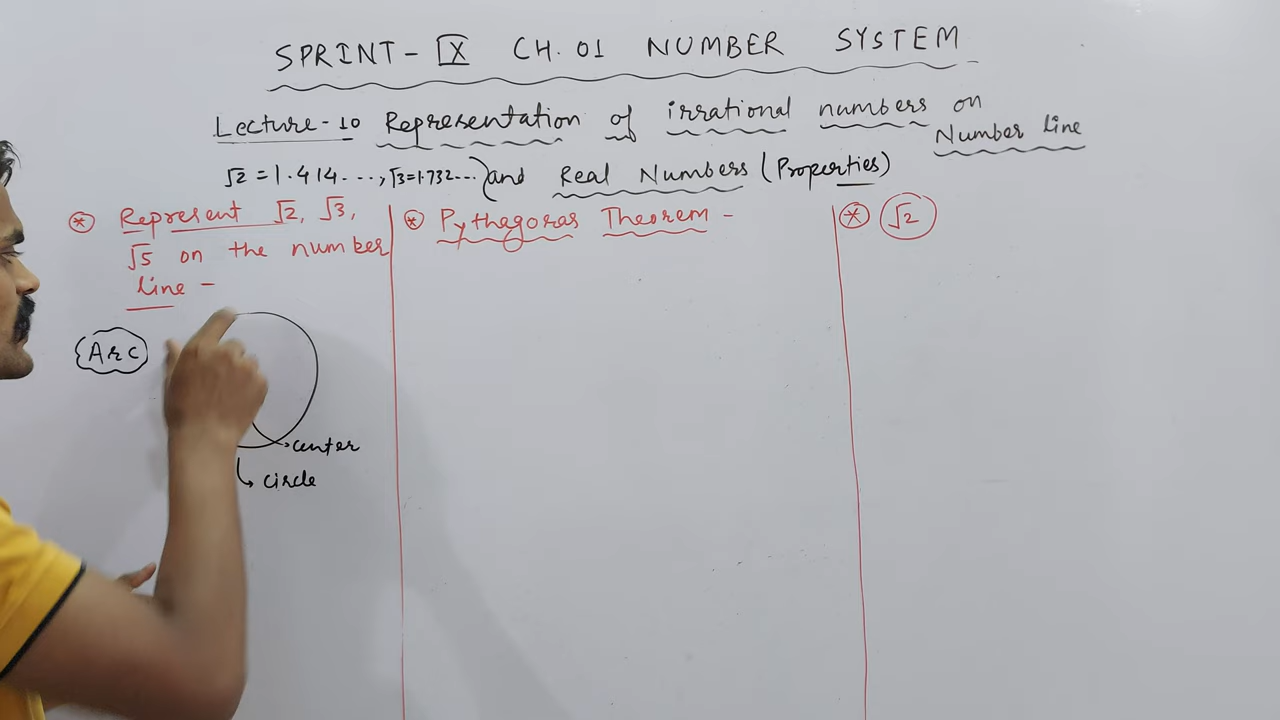 SPRINT-IX CH. 01 NUMBER SYSTEM
Lecture-10 Representation of irrational numbers on
Number line
√2 = 1.414..., √3=1.732...) and Real Numbers (Properties)
* Represent √2, √3,
√5 on the number
line -
Arc
center
circle
* Pythagoras Theorem -
* √2